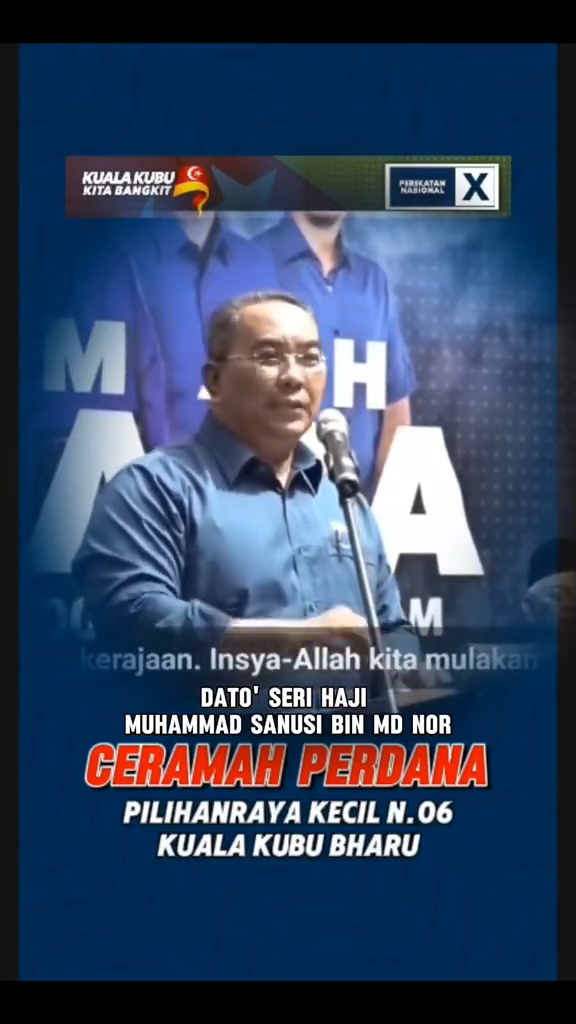 KUALA KUBU
KITA BANGKIT
PERIKATAN
NASIONAL
M
H
A
A
M
kerajaan. Insya-Allah kita mulakan
DATO' SERI HAJI
MUHAMMAD SANUSI BIN MD NOR
CERAMAH PERDANA
PILIHANRAYA KECIL N.06
KUALA KUBU BHARU